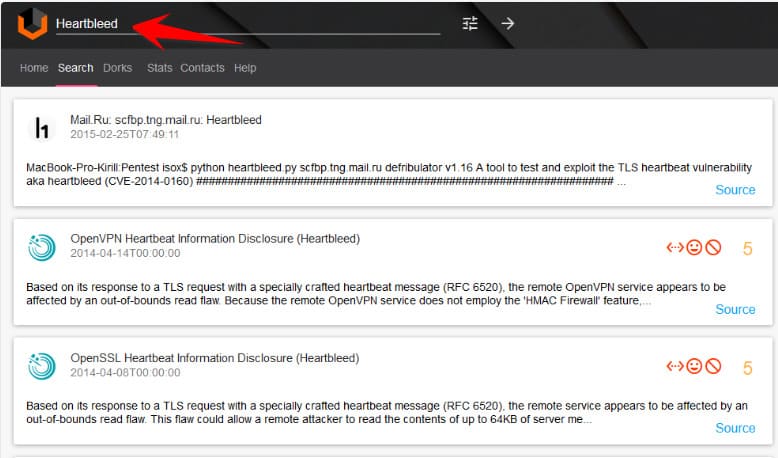 Heartbleed
Home Search Dorks Stats Contacts Help
h1
Mail.Ru: scfbp.tng.mail.ru: Heartbleed
2015-02-25T07:49:11
MacBook-Pro-Kirill:Pentest isox$ python heartbleed.py scfbp.tng.mail.ru defribulator v1.16 A tool to test and exploit the TLS heartbeat vulnerability
aka heartbleed (CVE-2014-0160) ################################################################## ...
Source
OpenVPN Heartbeat Information Disclosure (Heartbleed)
2014-04-14T00:00:00
5
Based on its response to a TLS request with a specially crafted heartbeat message (RFC 6520), the remote OpenVPN service appears to be
affected by an out-of-bounds read flaw. Because the remote OpenVPN service does not employ the 'HMAC Firewall' feature,...
Source
OpenSSL Heartbeat Information Disclosure (Heartbleed)
2014-04-08T00:00:00
5
Based on its response to a TLS request with a specially crafted heartbeat message (RFC 6520), the remote service appears to be affected by an
out-of-bounds read flaw. This flaw could allow a remote attacker to read the contents of up to 64KB of server me...
Source